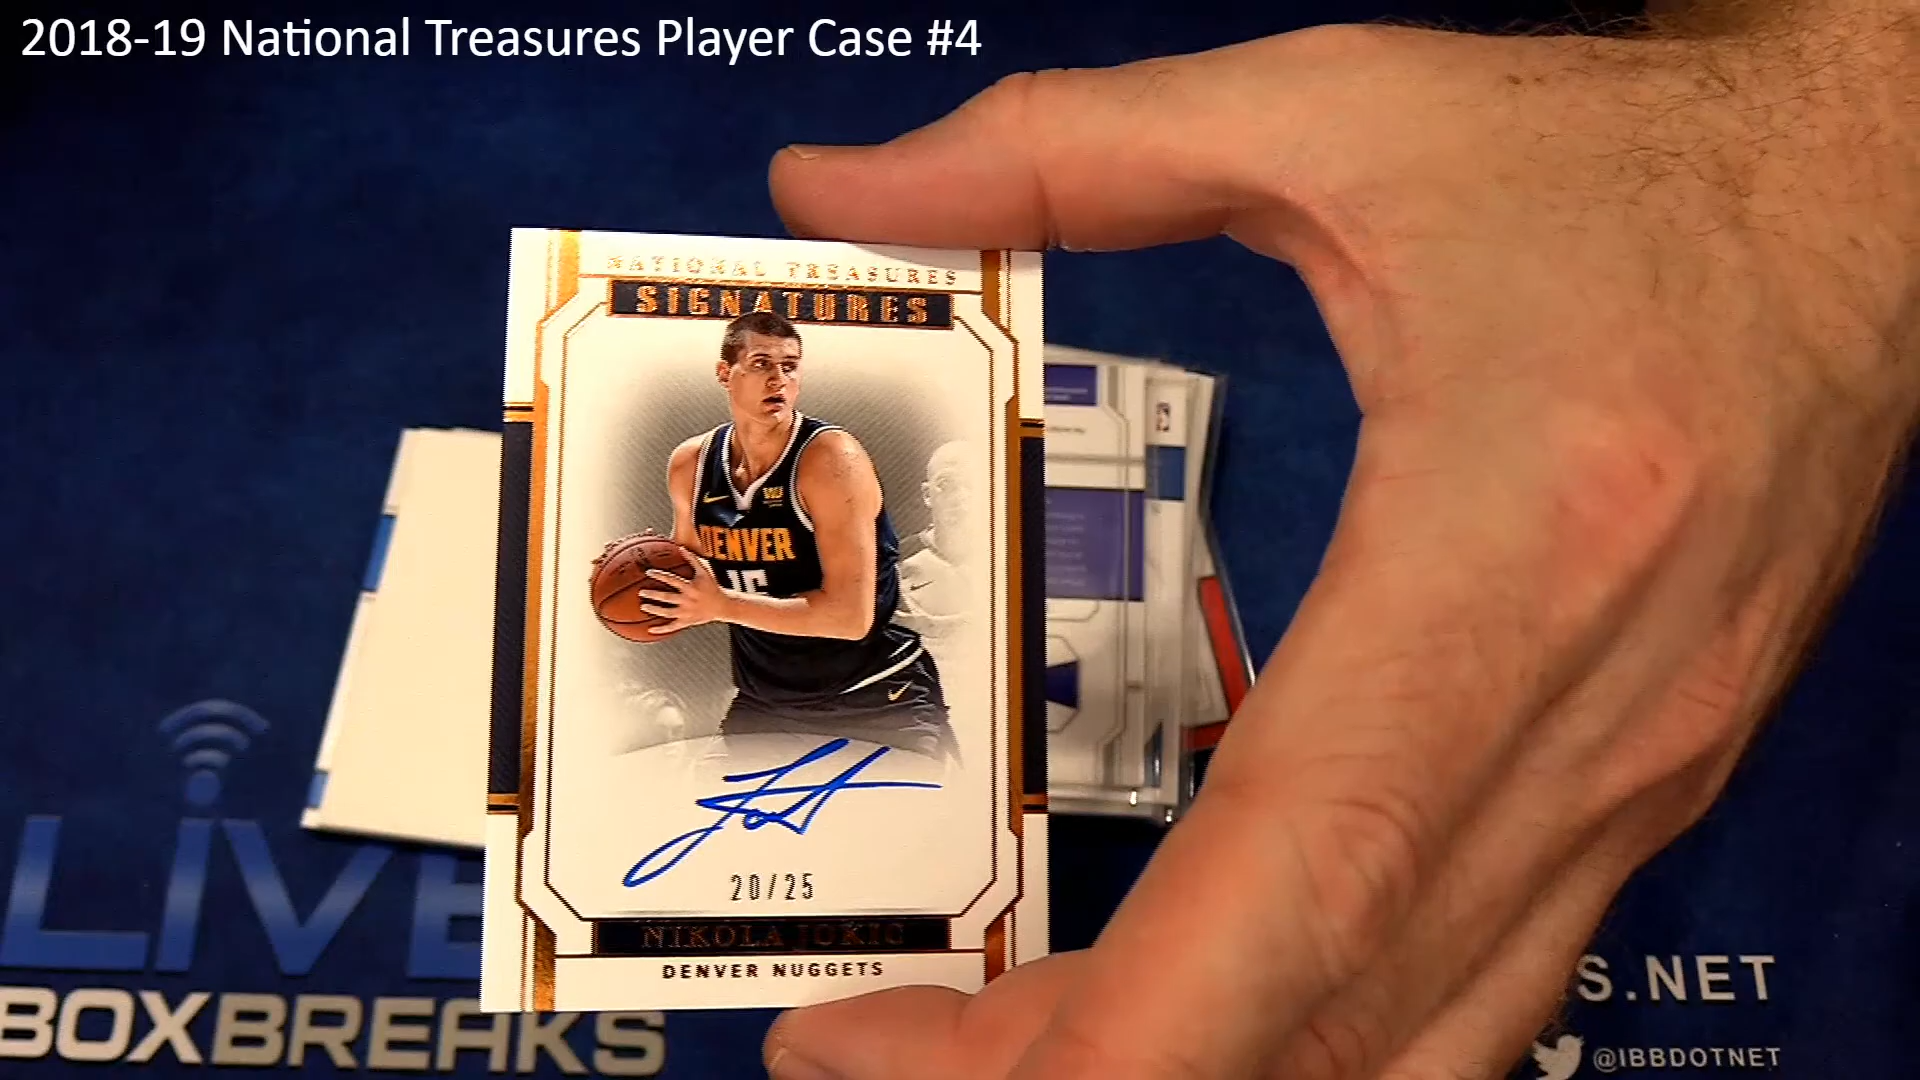 2018-19 National Treasures Player Case #4
NATIONAL TREASURES
SIGNATURES
DENVER
15
20/25
NIKOLA JOKIC
DENVER NUGGETS
LIVE
BOXBREAKS
S.NET
@IBBDOTNET